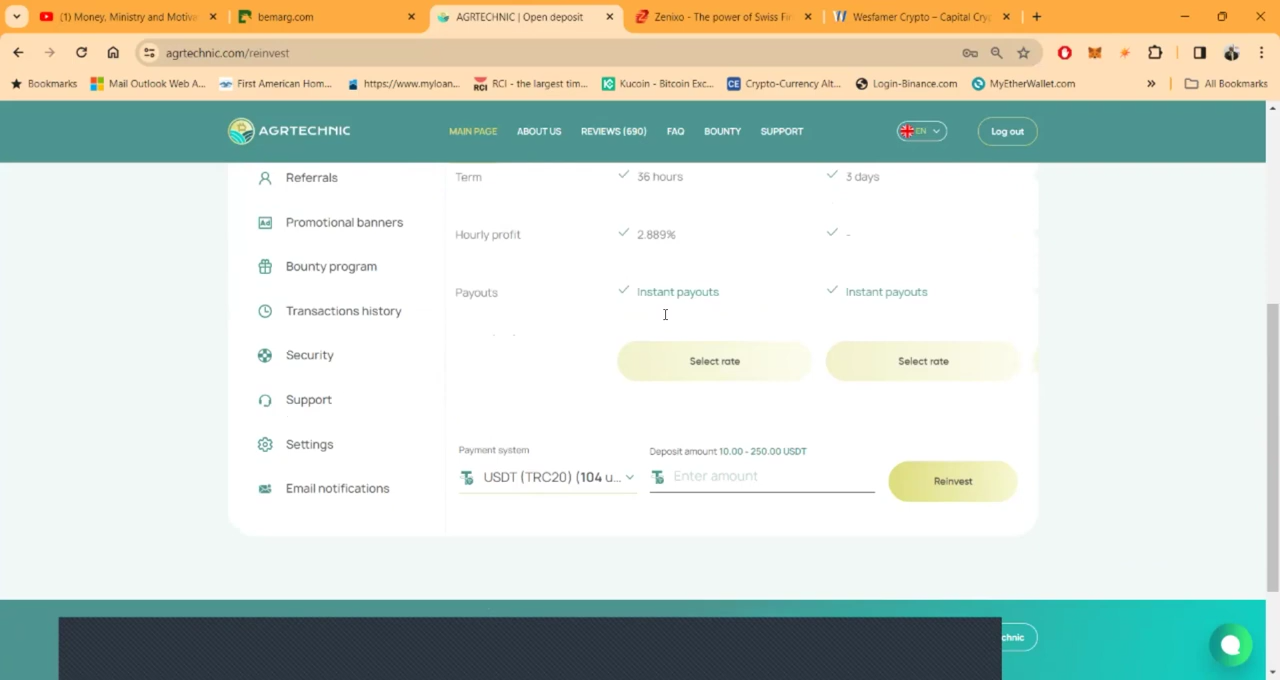 (1) Money, Ministry and Motiva
bemarg.com
AGRTECHNIC | Open deposit
Zenixo - The power of Swiss Fi
Wesfamer Crypto – Capital Cry
agrtechnic.com/reinvest
Bookmarks
Mail Outlook Web A...
First American Hom...
https://www.myloan...
RCI - the largest tim...
Kucoin - Bitcoin Exc...
Crypto-Currency Alt...
Login-Binance.com
MyEtherWallet.com
All Bookmarks
AGRTECHNIC
MAIN PAGE
ABOUT US
REVIEWS (690)
FAQ
BOUNTY
SUPPORT
EN
Log out
Referrals
Promotional banners
Bounty program
Transactions history
Security
Support
Settings
Email notifications
Term
36 hours
3 days
Hourly profit
2.889%
-
Payouts
Instant payouts
Instant payouts
Select rate
Select rate
Payment system
USDT (TRC20) (104 u...
Deposit amount 10.00 - 250.00 USDT
Enter amount
Reinvest
chnic